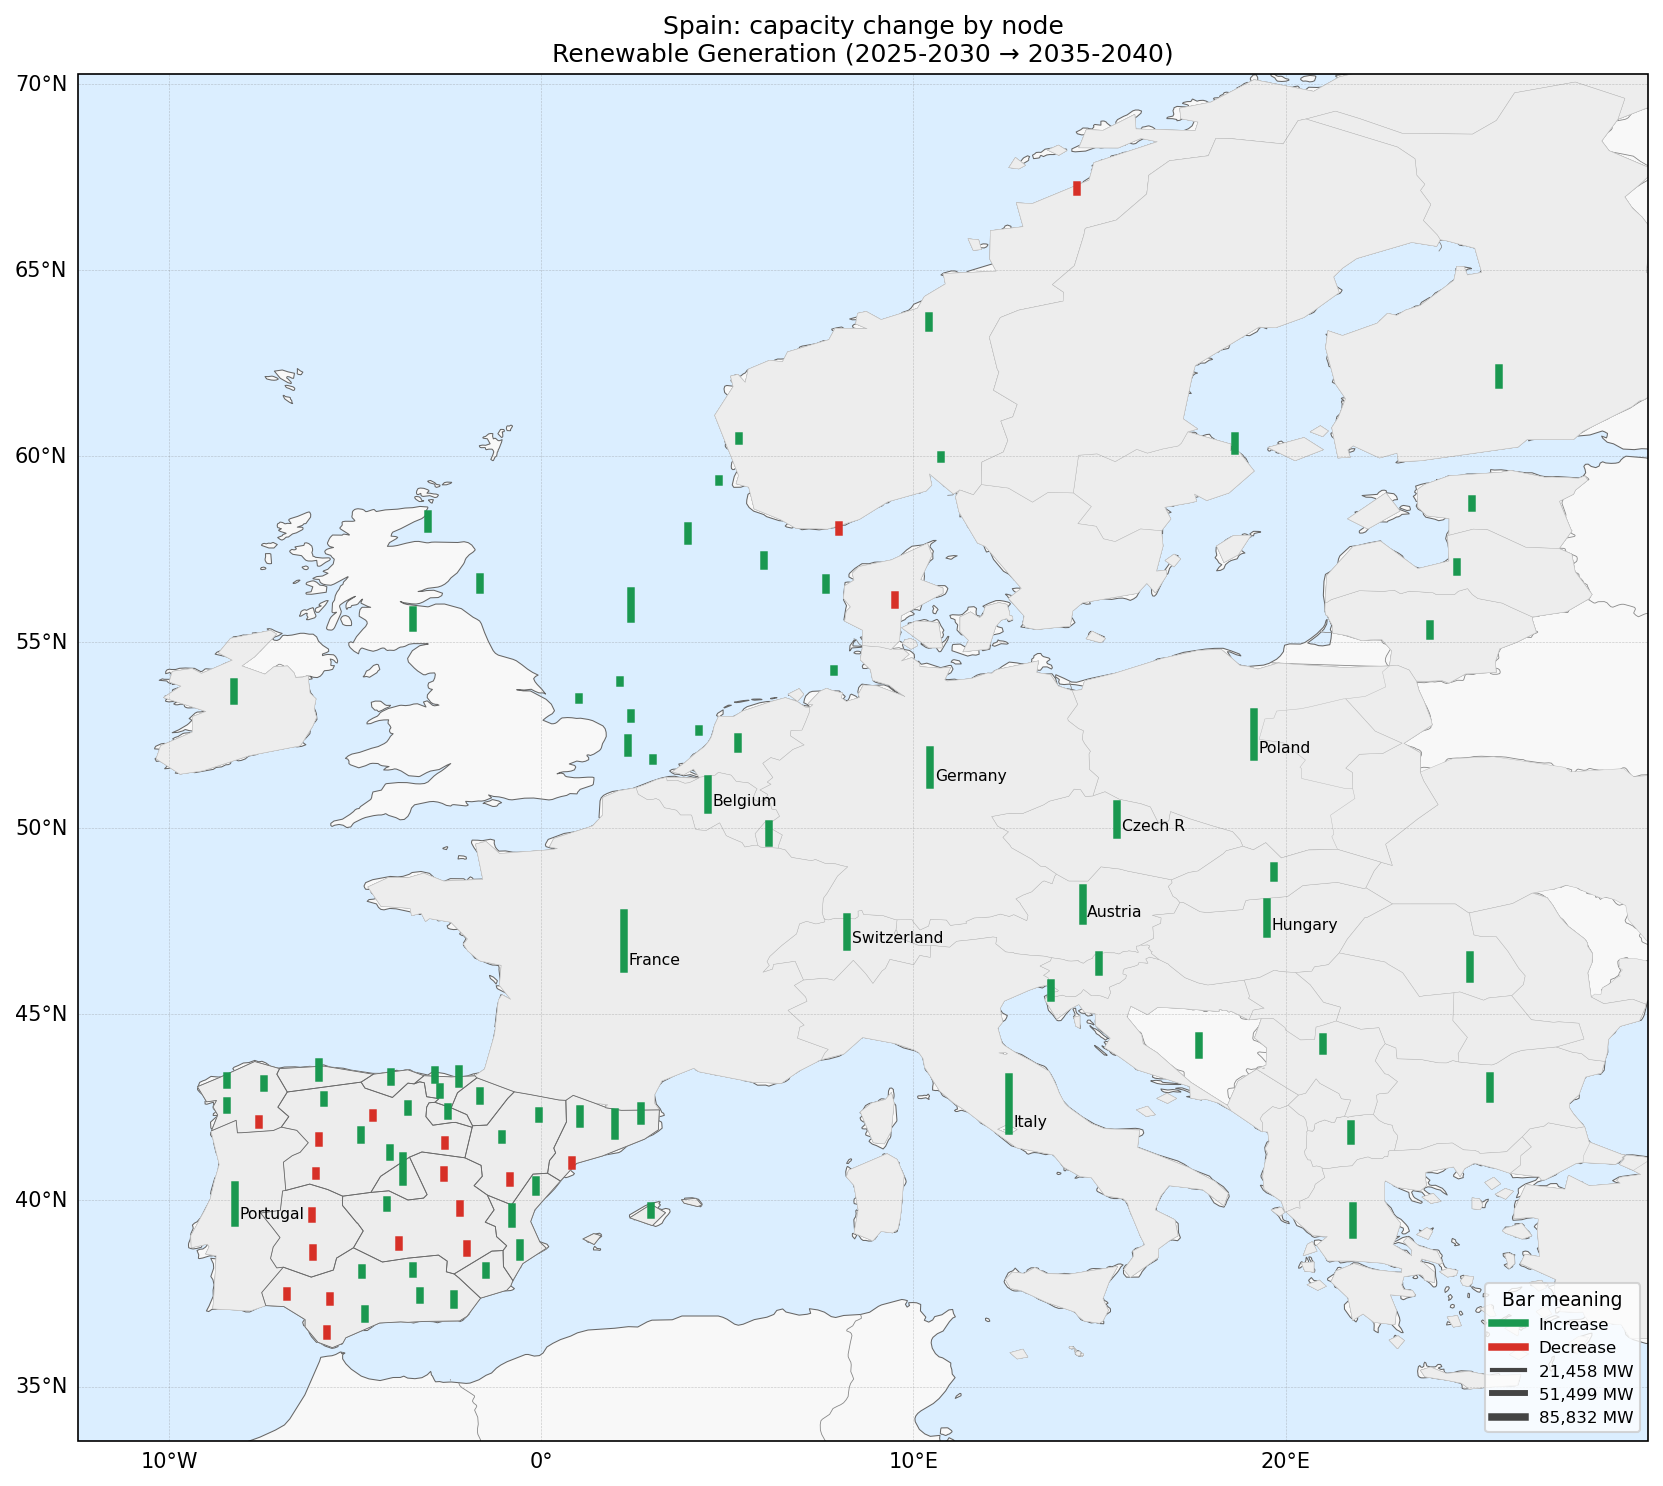 Spain: capacity change by node
Renewable Generation (2025-2030 → 2035-2040)
70°N
65°N
60°N
55°N
50°N
45°N
40°N
35°N
Poland
Germany
Belgium
Czech R
Austria
Hungary
Switzerland
France
Italy
Portugal
Bar meaning
Increase
Decrease
21,458 MW
51,499 MW
85,832 MW
10°W
0°
10°E
20°E